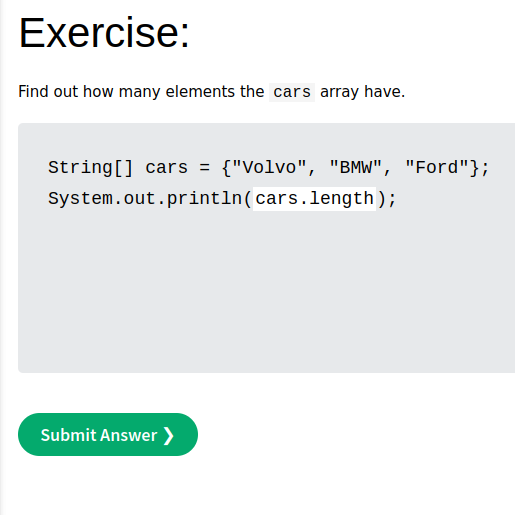 Exercise:
Find out how many elements the cars array have.
String[] cars = {"Volvo", "BMW", "Ford"};
System.out.println(cars.length);
Submit Answer ❯